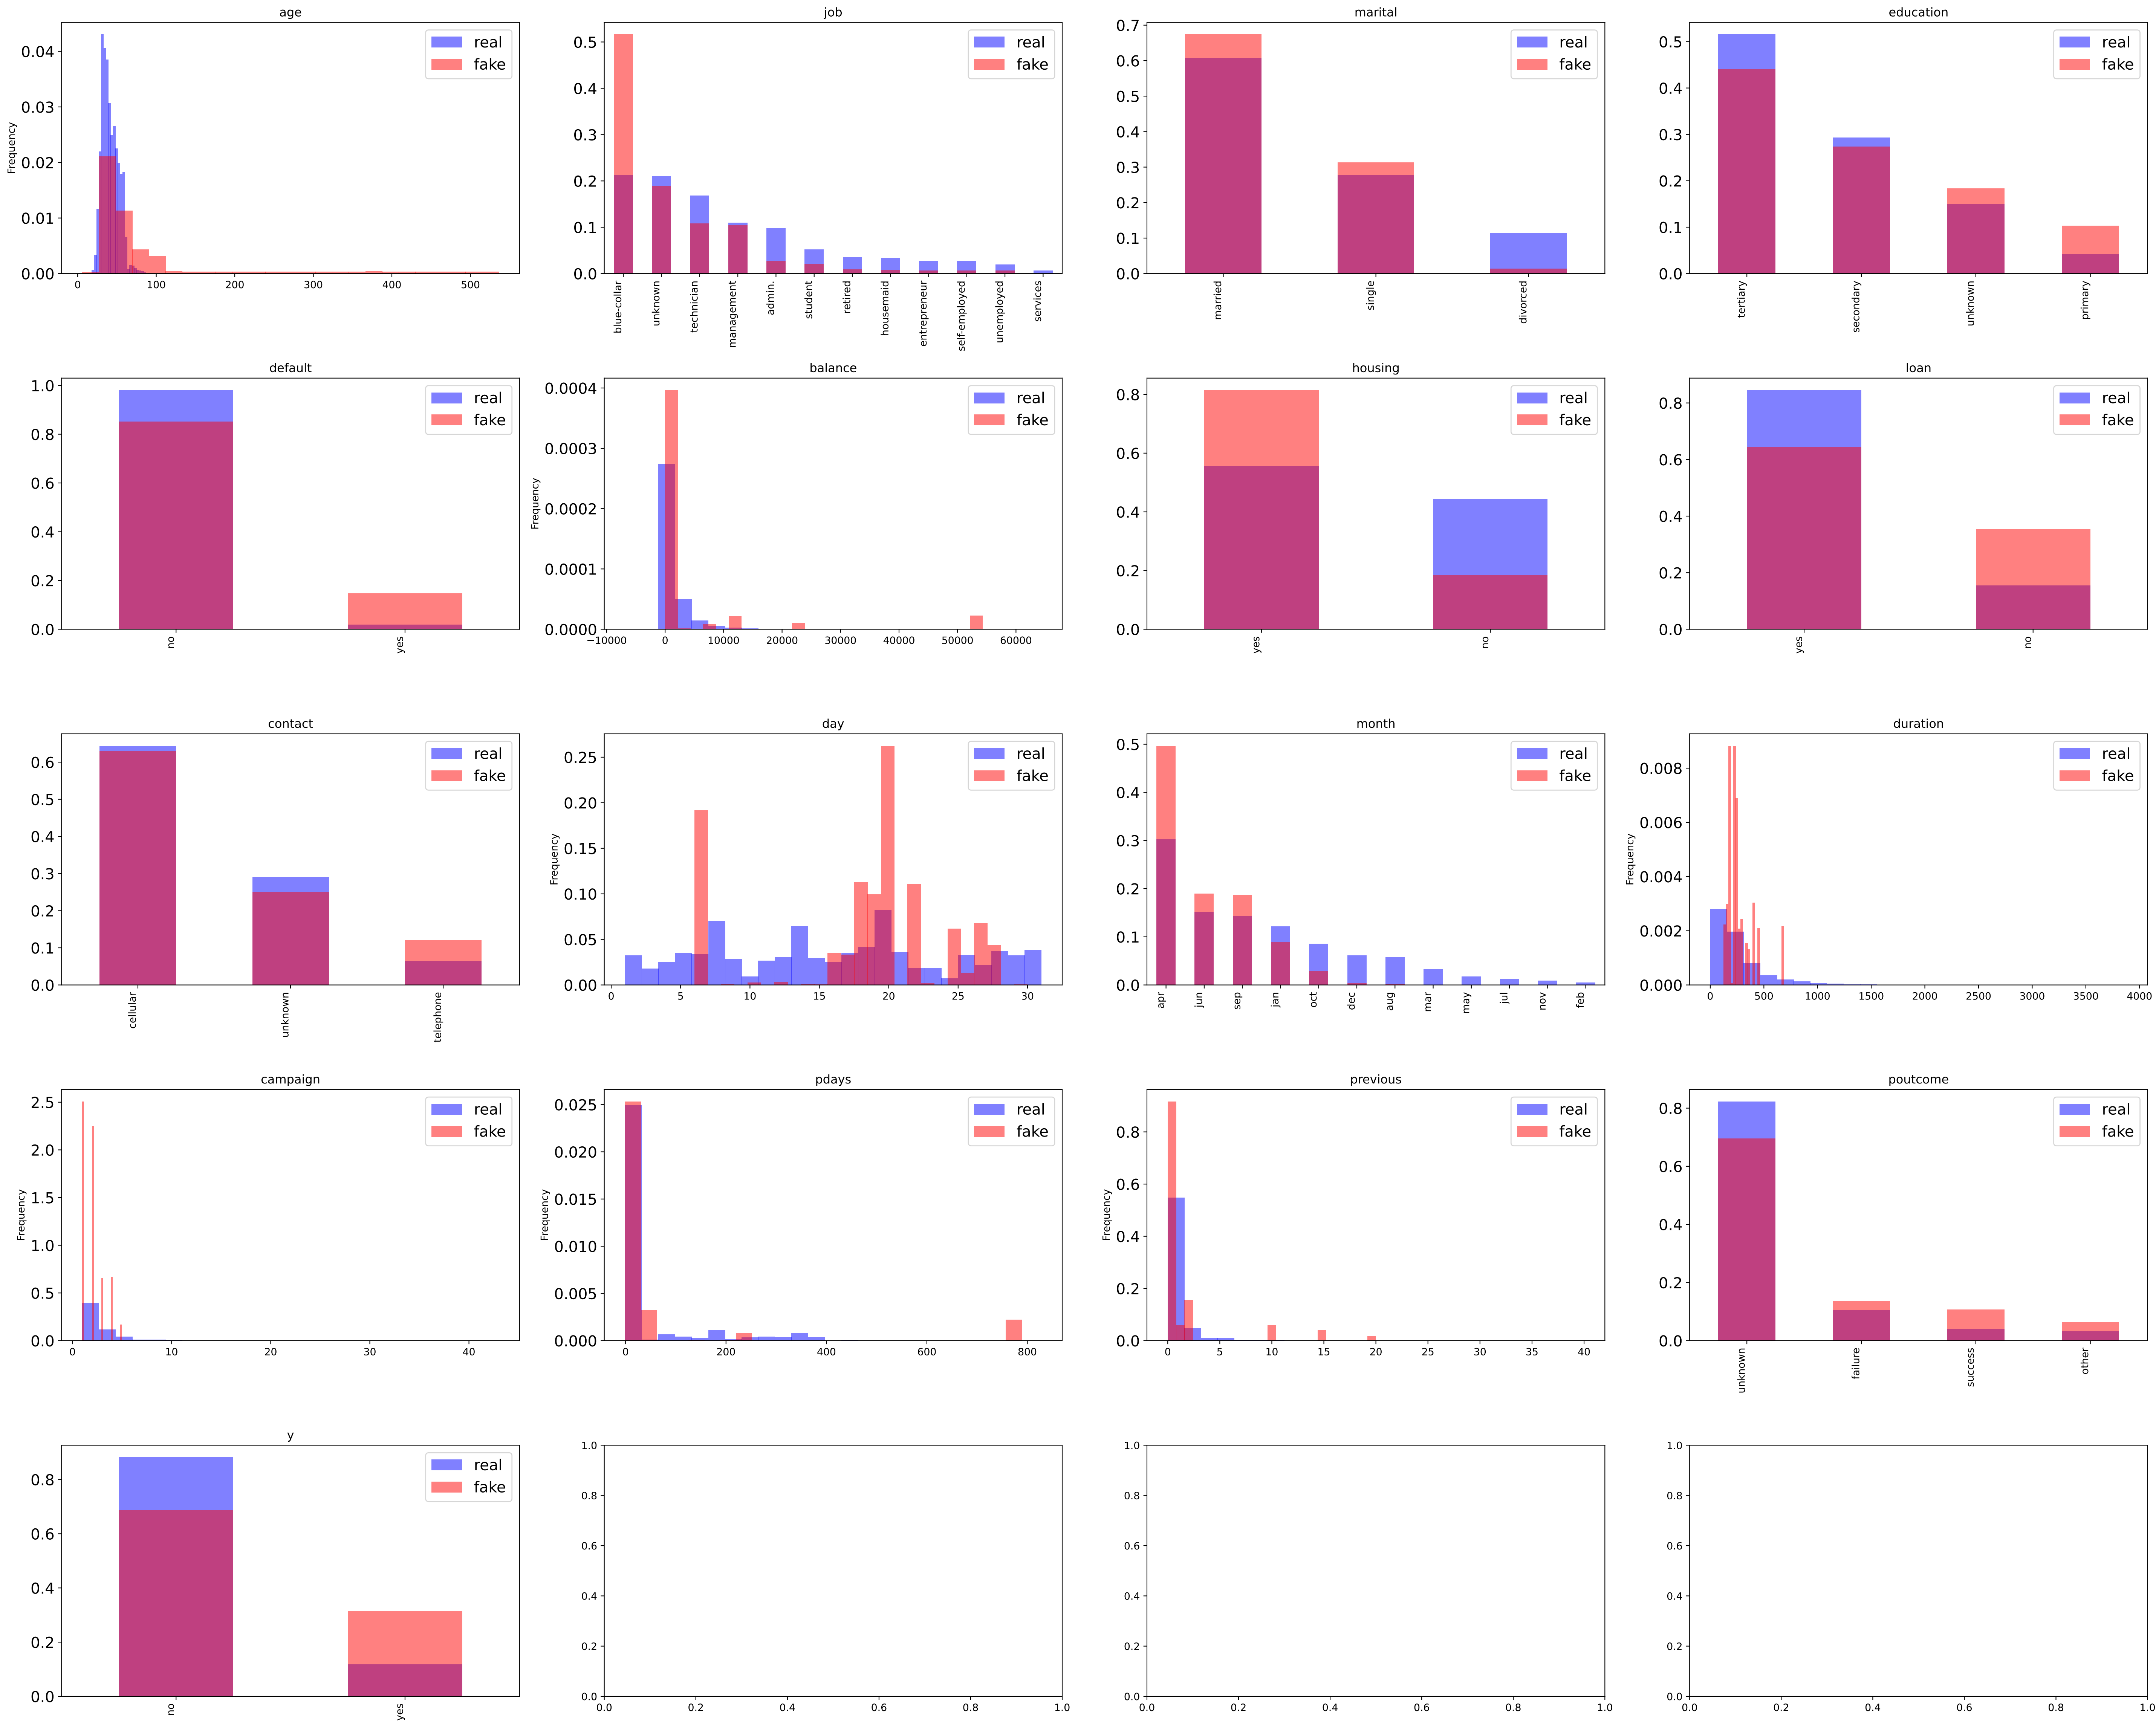 age
real
fake
Frequency
0.04
0.03
0.02
0.01
0.00
0 100 200 300 400 500
job
real
fake
0.5
0.4
0.3
0.2
0.1
0.0
blue-collar
unknown
technician
management
admin.
student
retired
housemaid
entrepreneur
self-employed
unemployed
services
marital
real
fake
0.7
0.6
0.5
0.4
0.3
0.2
0.1
0.0
married
single
divorced
education
real
fake
0.5
0.4
0.3
0.2
0.1
0.0
tertiary
secondary
unknown
primary
default
real
fake
1.0
0.8
0.6
0.4
0.2
0.0
no
yes
balance
real
fake
Frequency
0.0004
0.0003
0.0002
0.0001
0.0000
−10000 0 10000 20000 30000 40000 50000 60000
housing
real
fake
0.8
0.6
0.4
0.2
0.0
yes
no
loan
real
fake
0.8
0.6
0.4
0.2
0.0
yes
no
contact
real
fake
0.6
0.5
0.4
0.3
0.2
0.1
0.0
cellular
unknown
telephone
day
real
fake
Frequency
0.25
0.20
0.15
0.10
0.05
0.00
0 5 10 15 20 25 30
month
real
fake
0.5
0.4
0.3
0.2
0.1
0.0
apr
jun
sep
jan
oct
dec
aug
mar
may
jul
nov
feb
duration
real
fake
Frequency
0.008
0.006
0.004
0.002
0.000
0 500 1000 1500 2000 2500 3000 3500 4000
campaign
real
fake
Frequency
2.5
2.0
1.5
1.0
0.5
0.0
0 10 20 30 40
pdays
real
fake
Frequency
0.025
0.020
0.015
0.010
0.005
0.000
0 200 400 600 800
previous
real
fake
Frequency
0.8
0.6
0.4
0.2
0.0
0 5 10 15 20 25 30 35 40
poutcome
real
fake
0.8
0.6
0.4
0.2
0.0
unknown
failure
success
other
y
real
fake
0.8
0.6
0.4
0.2
0.0
no
yes
1.0
0.8
0.6
0.4
0.2
0.0
0.0 0.2 0.4 0.6 0.8 1.0
1.0
0.8
0.6
0.4
0.2
0.0
0.0 0.2 0.4 0.6 0.8 1.0
1.0
0.8
0.6
0.4
0.2
0.0
0.0 0.2 0.4 0.6 0.8 1.0